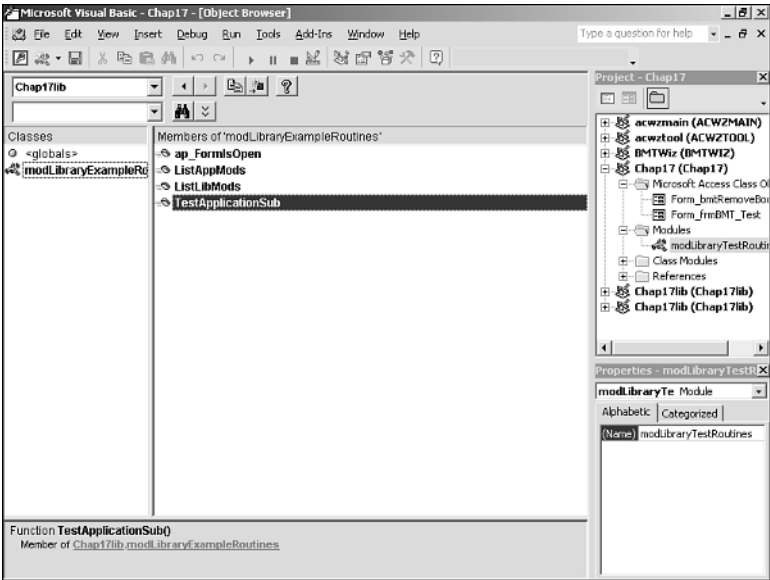 Microsoft Visual Basic - Chap17 - [Object Browser]
File Edit View Insert Debug Run Tools Add-Ins Window Help
Type a question for help
Chap17lib
Classes
<globals>
modLibraryExampleRo
Members of 'modLibraryExampleRoutines'
ap_FormIsOpen
ListAppMods
ListLibMods
TestApplicationSub
Function TestApplicationSub()
Member of Chap17lib.modLibraryExampleRoutines
Project - Chap17
acwzmain (ACWZMAIN)
acwztool (ACWZTOOL)
BMTWiz (BMTWIZ)
Chap17 (Chap17)
Microsoft Access Class Ol
Form_bmtRemoveBor
Form_frmBMT_Test
Modules
modLibraryTestRoutin
Class Modules
References
Chap17lib (Chap17lib)
Chap17lib (Chap17lib)
Properties - modLibraryTestR
modLibraryTe Module
Alphabetic Categorized
(Name) modLibraryTestRoutines